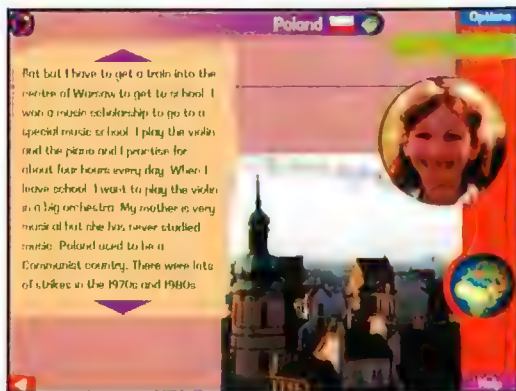 Poland
Options
flat but I have to get a train into the
centre of Warsaw to get to school. I
won a music scholarship to go to a
special music school. I play the violin
and the piano and I practise for
about four hours every day. When I
leave school I want to play the violin
in a big orchestra. My mother is very
musical but she has never studied
music. Poland used to be a
Communist country. There were lots
of strikes in the 1970s and 1980s
Help